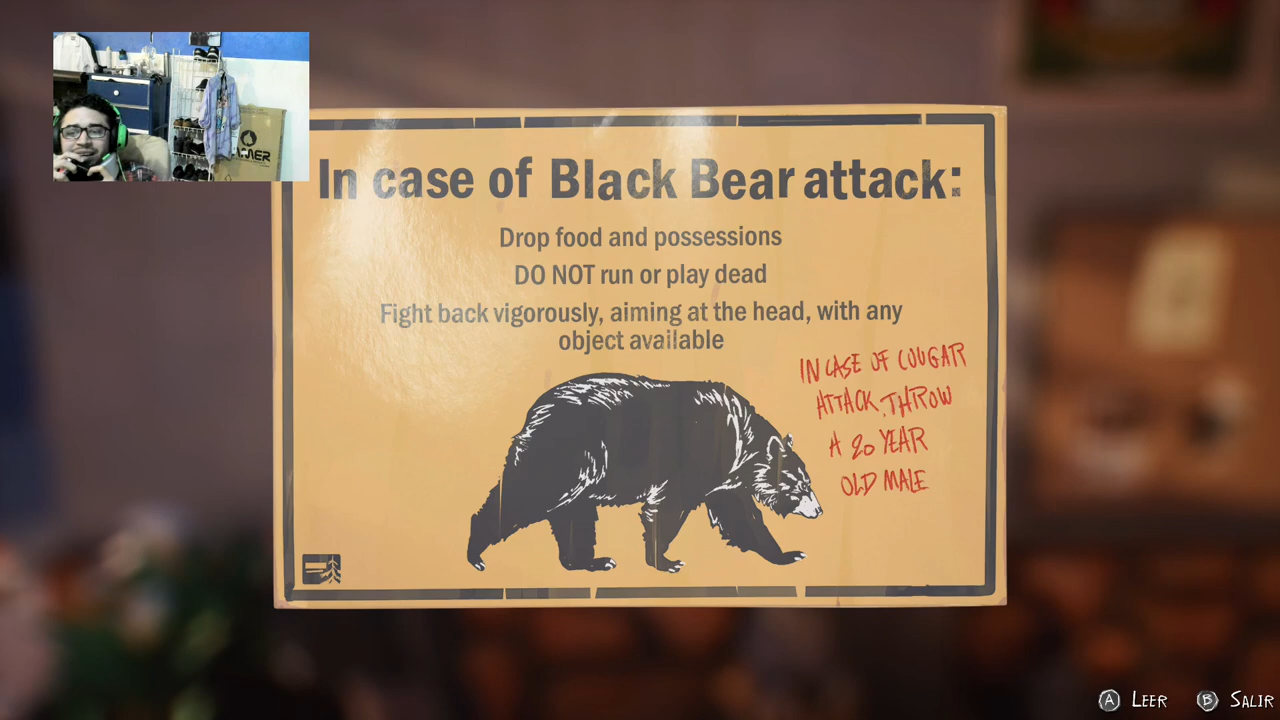 In case of Black Bear attack:
Drop food and possessions
DO NOT run or play dead
Fight back vigorously, aiming at the head, with any
object available
IN CASE OF COUGAR
ATTACK, THROW
A 20 YEAR
OLD MALE
A LEER B SALIR